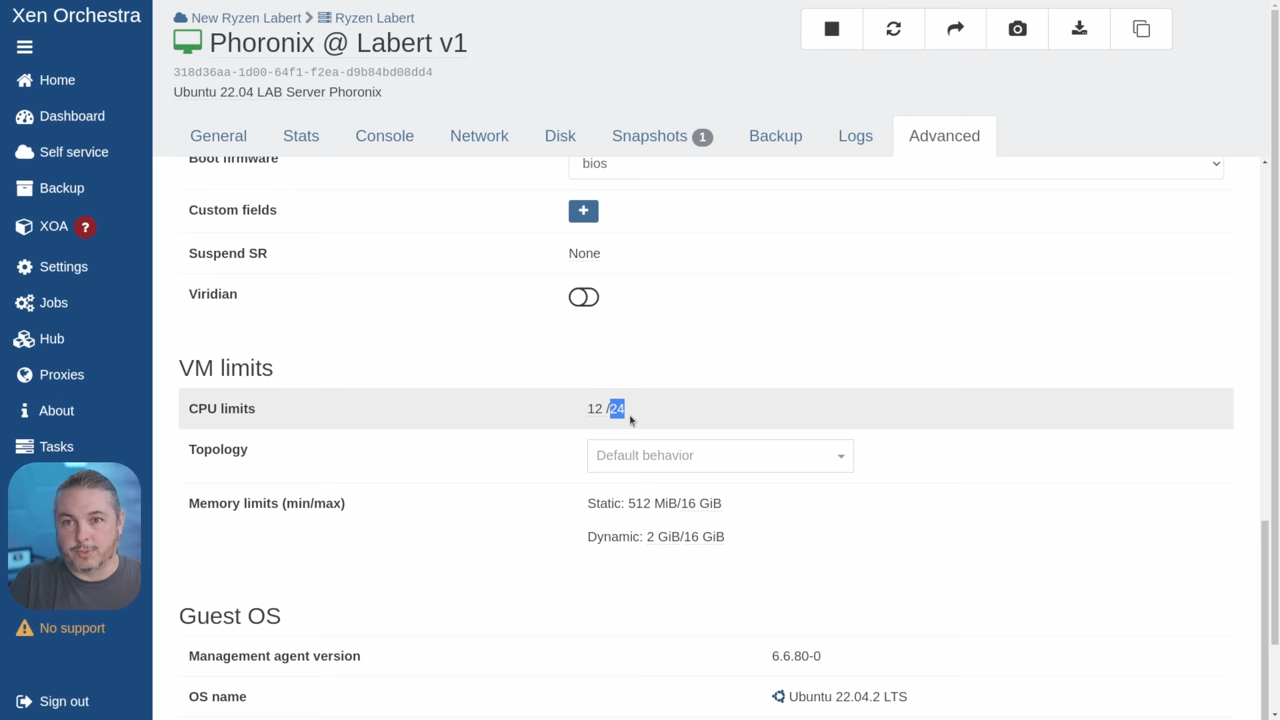 Xen Orchestra
Home
Dashboard
Self service
Backup
XOA ?
Settings
Jobs
Hub
Proxies
About
Tasks
No support
Sign out
New Ryzen Labert Ryzen Labert
Phoronix @ Labert v1
318d36aa-1d00-64f1-f2ea-d9b84bd08dd4
Ubuntu 22.04 LAB Server Phoronix
General Stats Console Network Disk Snapshots 1 Backup Logs Advanced
Boot firmware bios
Custom fields
Suspend SR None
Viridian
VM limits
CPU limits 12 /24
Topology Default behavior
Memory limits (min/max) Static: 512 MiB/16 GiB
Dynamic: 2 GiB/16 GiB
Guest OS
Management agent version 6.6.80-0
OS name Ubuntu 22.04.2 LTS